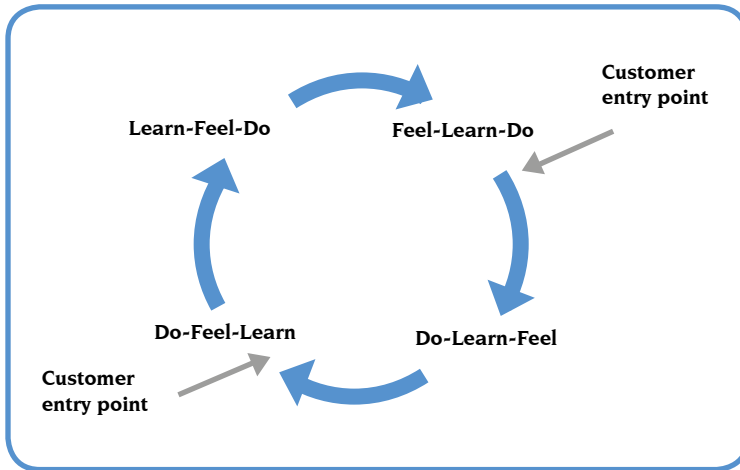 Customer
entry point
Learn-Feel-Do
Feel-Learn-Do
Do-Feel-Learn
Do-Learn-Feel
Customer
entry point